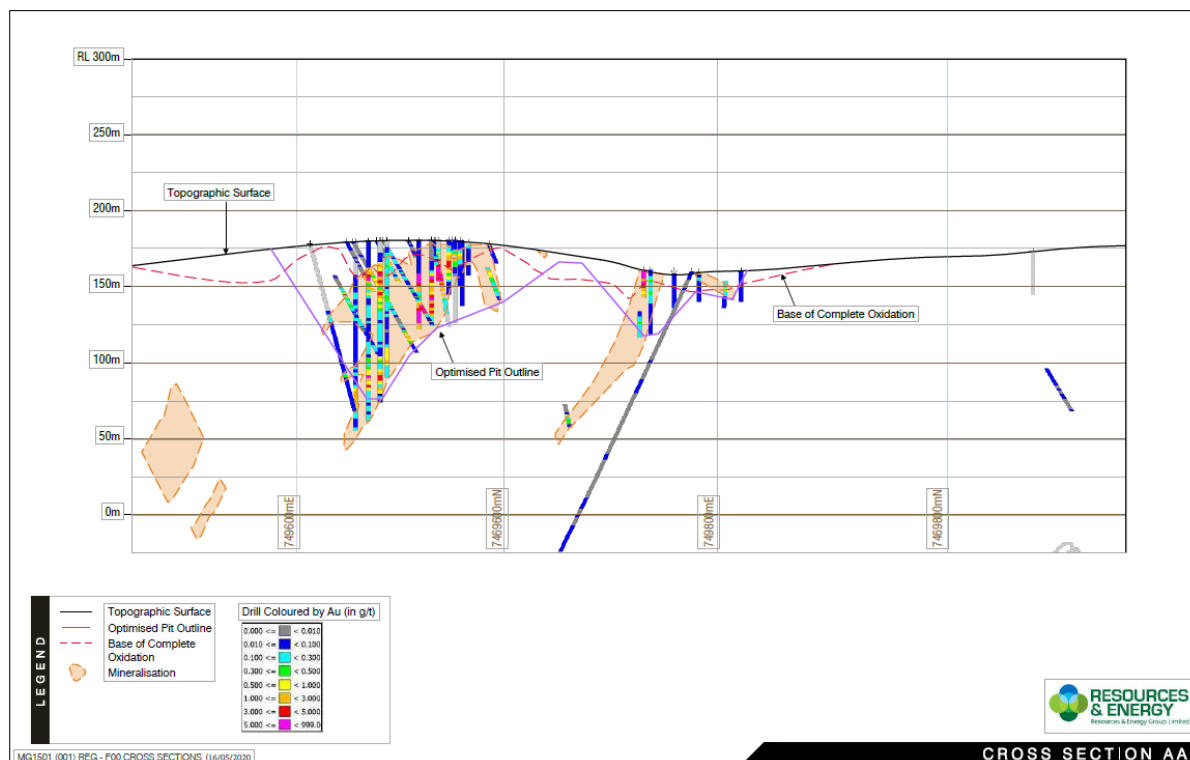 RL 300m
250m
200m
150m
100m
50m
0m
Topographic Surface
Base of Complete Oxidation
Optimised Pit Outline
749600mE
7469600mN
749800mE
7469800mN
LEGEND
Topographic Surface
Optimised Pit Outline
Base of Complete
Oxidation
Mineralisation
Drill Coloured by Au (in g/t)
0.000 <= < 0.010
0.010 <= < 0.100
0.100 <= < 0.300
0.300 <= < 0.500
0.500 <= < 1.000
1.000 <= < 3.000
3.000 <= < 5.000
5.000 <= < 999.0
RESOURCES
& ENERGY
Resources & Energy Group Limited
MG1501 (001) REG - F00 CROSS SECTIONS (16/05/2020
CROSS SECTION AA